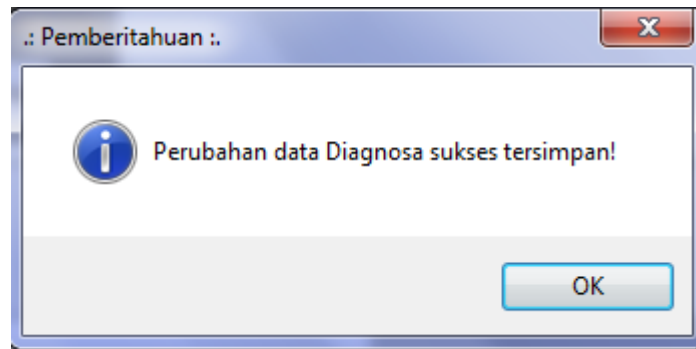 .: Pemberitahuan :.
Perubahan data Diagnosa sukses tersimpan!
OK